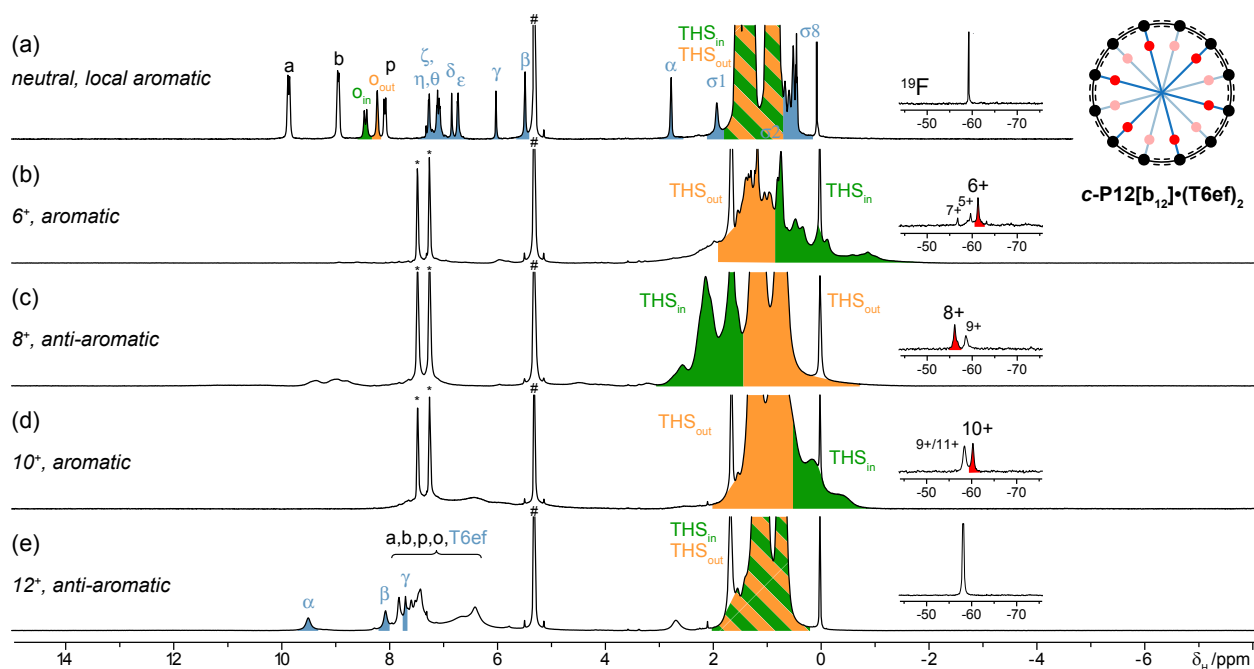 (a)
neutral, local aromatic
a
b
o_in
o_out
p
ζ,
η,θ
δ
ε
γ
β
#
α
σ1
THS_in
THS_out
σ2
σ8
19F
-50 -60 -70
c-P12[b12]•(T6ef)2
(b)
6+, aromatic
* *
#
THS_out
THS_in
7+
5+
6+
-50 -60 -70
(c)
8+, anti-aromatic
* *
#
THS_in
THS_out
8+
9+
-50 -60 -70
(d)
10+, aromatic
* *
#
THS_out
THS_in
9+/11+
10+
-50 -60 -70
(e)
12+, anti-aromatic
α
β
γ
a,b,p,o,T6ef
#
THS_in
THS_out
-50 -60 -70
14 12 10 8 6 4 2 0 -2 -4 -6
δH/ppm